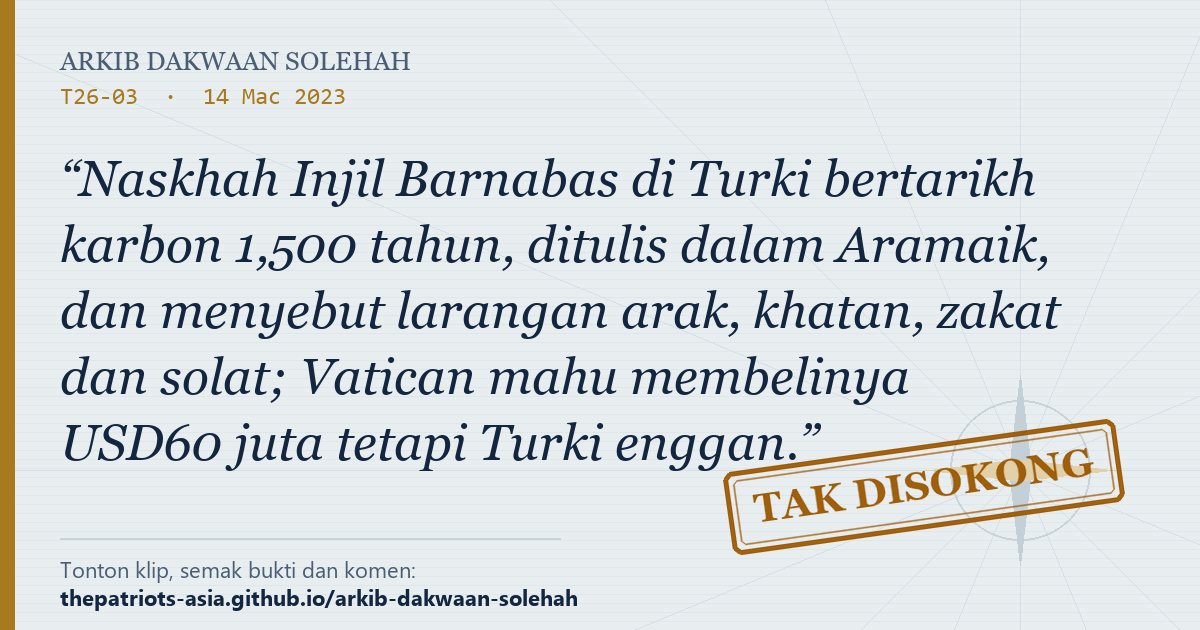 ARKIB DAKWAAN SOLEHAH
T26-03 · 14 Mac 2023
“Naskhah Injil Barnabas di Turki bertarikh
karbon 1,500 tahun, ditulis dalam Aramaik,
dan menyebut larangan arak, khatan, zakat
dan solat; Vatican mahu membelinya
USD60 juta tetapi Turki enggan.”
TAK DISOKONG
Tonton klip, semak bukti dan komen:
thepatriots-asia.github.io/arkib-dakwaan-solehah